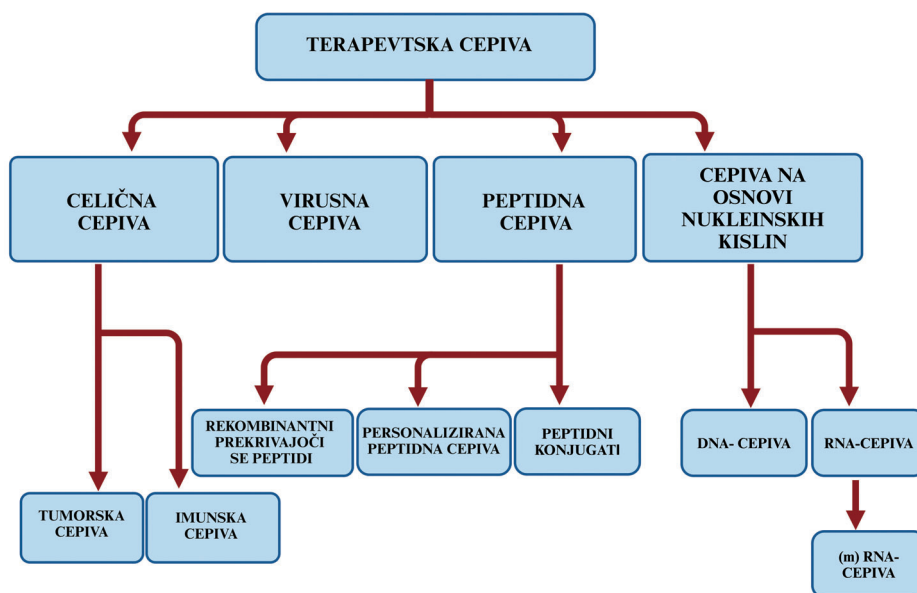 TERAPEVTSKA CEPIVA
CELIČNA
CEPIVA
VIRUSNA
CEPIVA
PEPTIDNA
CEPIVA
CEPIVA NA
OSNOVI
NUKLEINSKIH
KISLIN
REKOMBINANTNI
PREKRIVAJOČI
SE PEPTIDI
PERSONALIZIRANA
PEPTIDNA CEPIVA
PEPTIDNI
KONJUGATI
DNA- CEPIVA
RNA-CEPIVA
TUMORSKA
CEPIVA
IMUNSKA
CEPIVA
(m) RNA-
CEPIVA